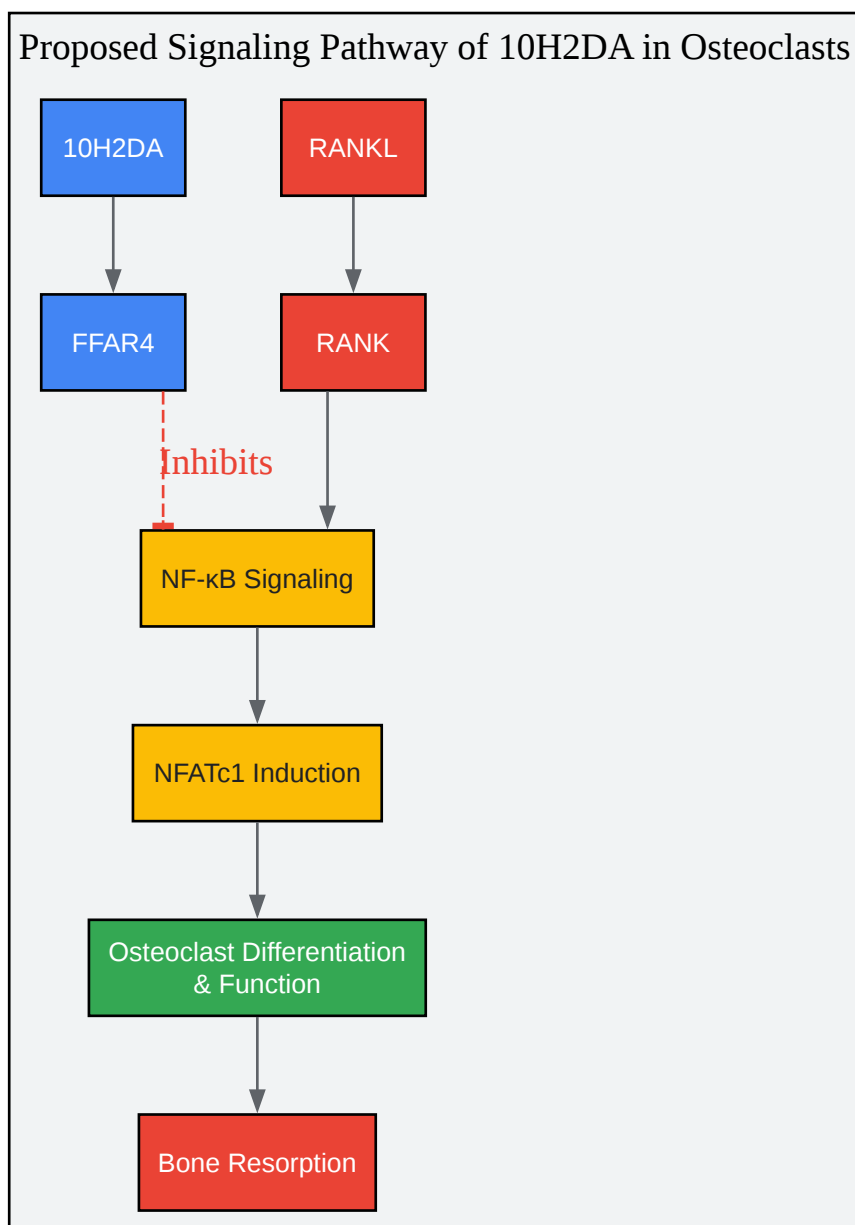 Proposed Signaling Pathway of 10H2DA in Osteoclasts
10H2DA
RANKL
FFAR4
RANK
Inhibits
NF-κB Signaling
NFATc1 Induction
Osteoclast Differentiation
& Function
Bone Resorption